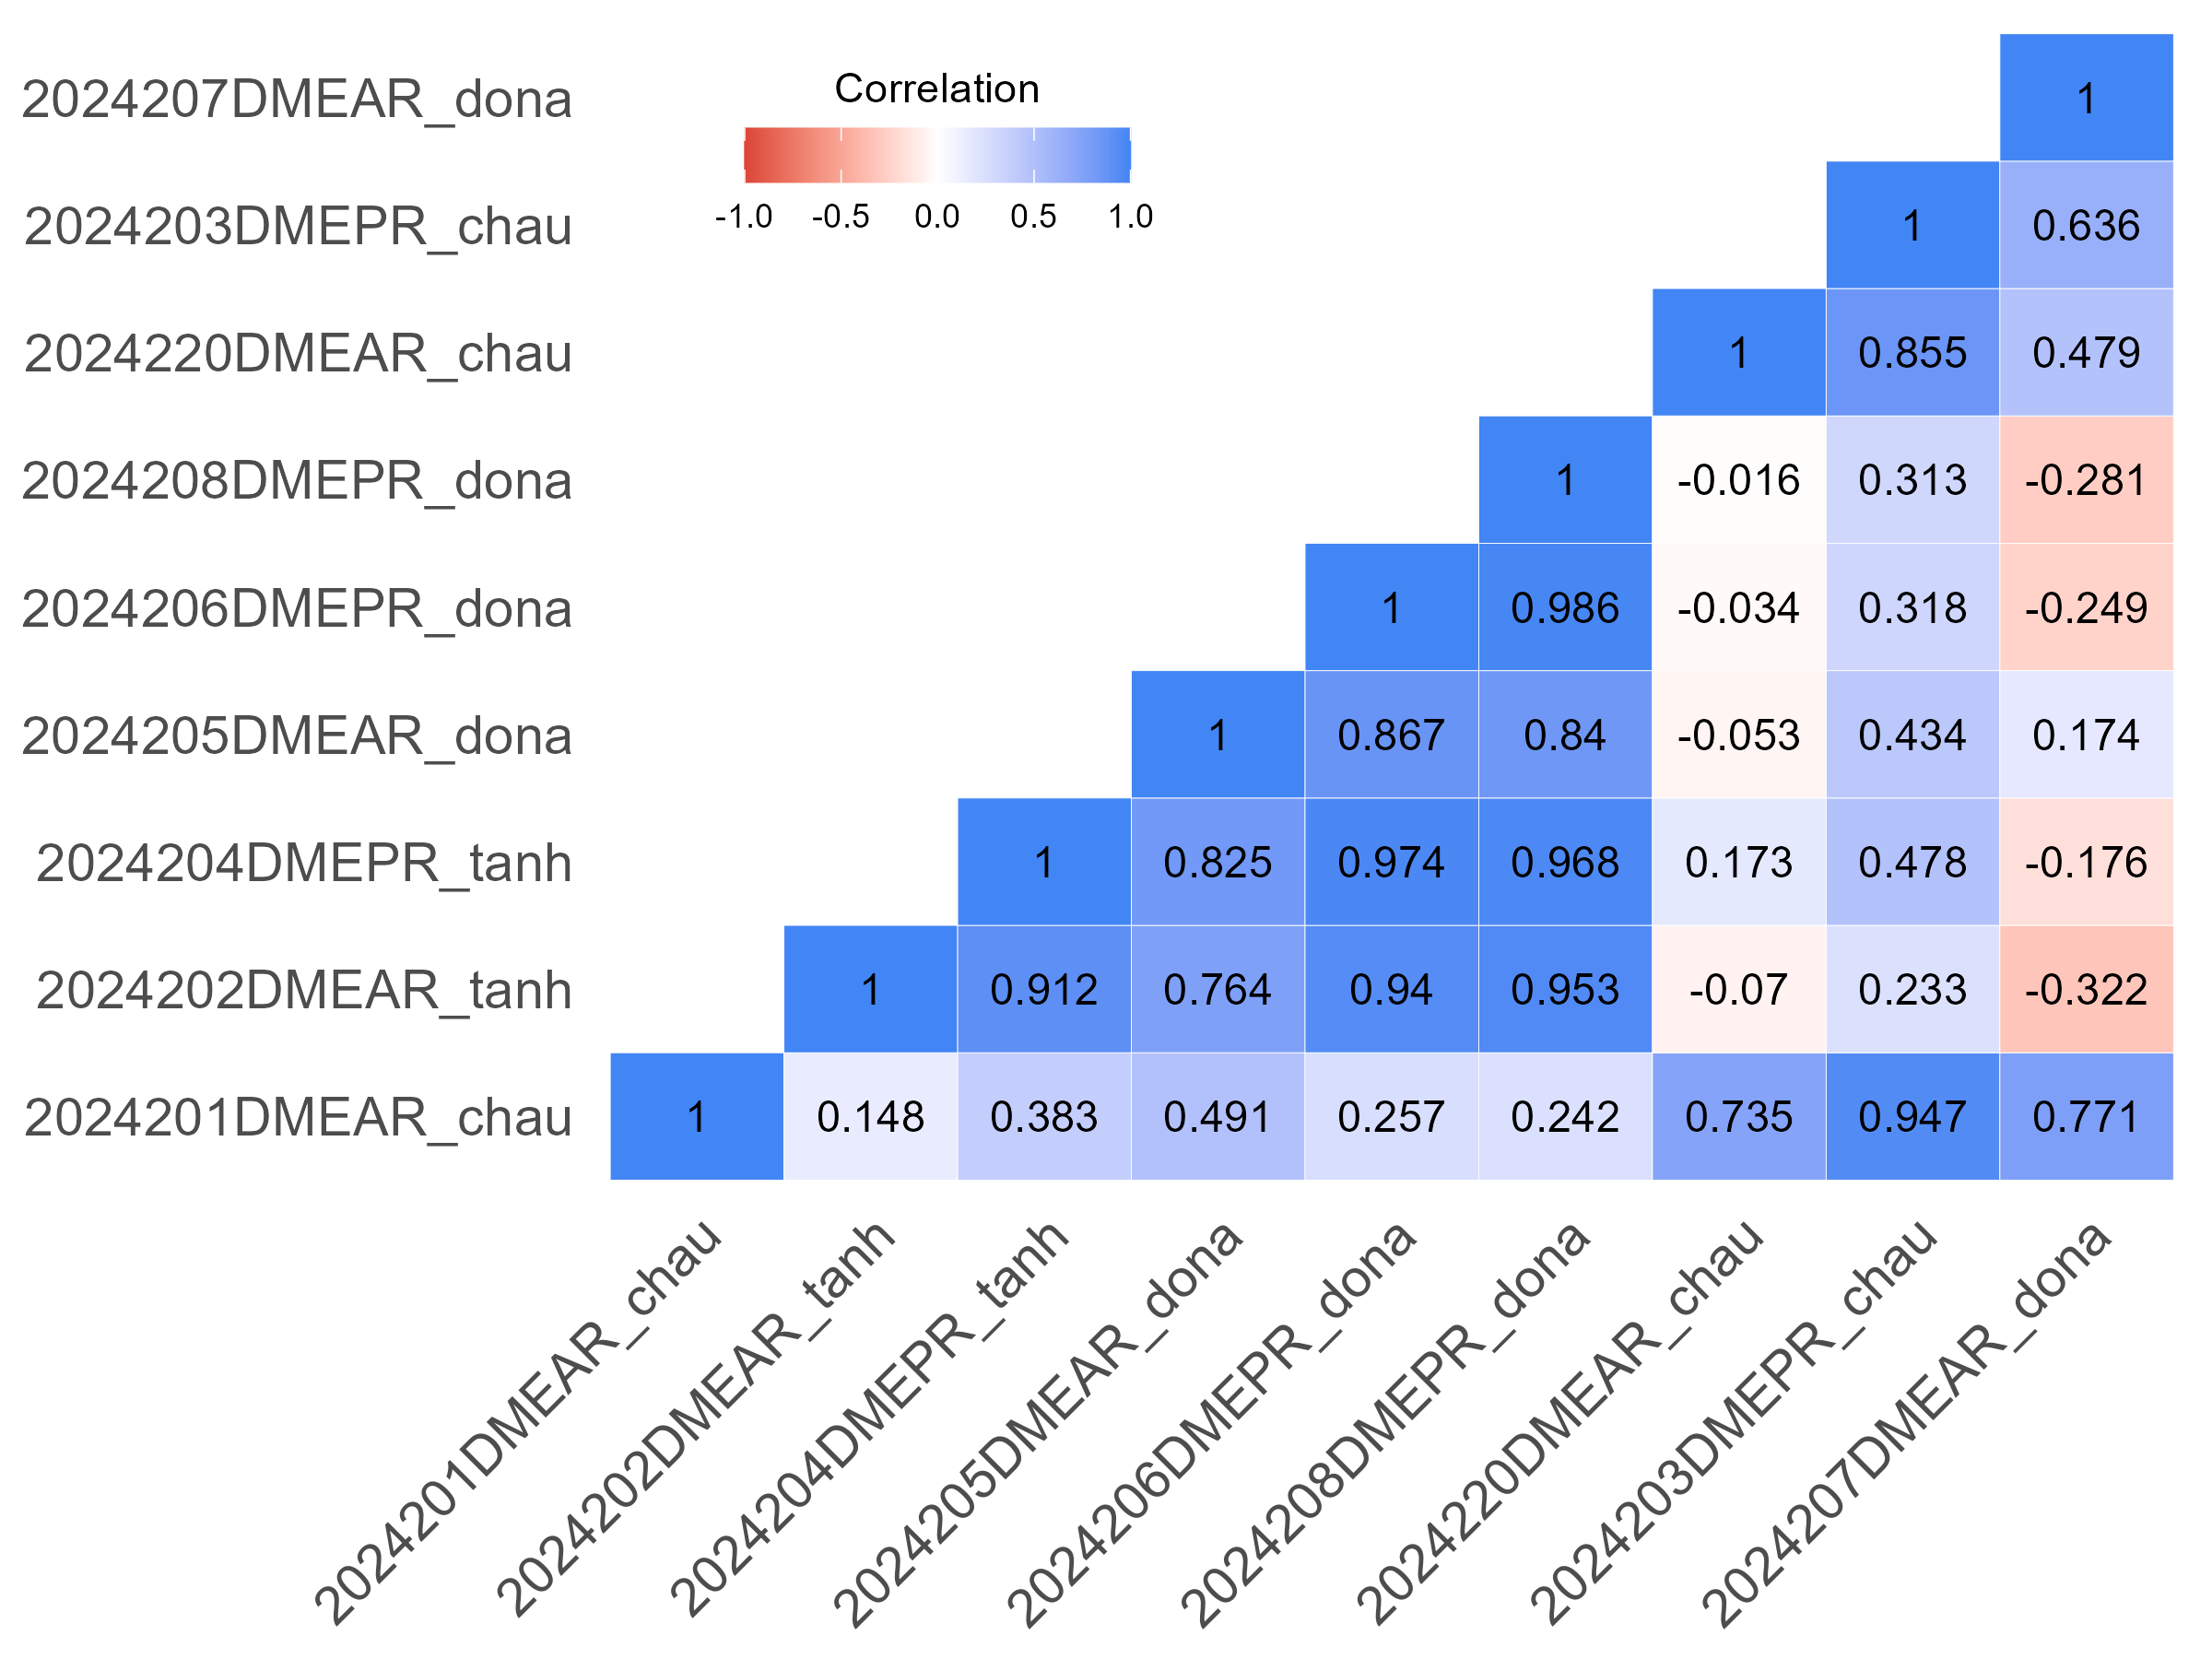 Correlation
-1.0 -0.5 0.0 0.5 1.0
2024207DMEAR_dona 1
2024203DMEPR_chau 1 0.636
2024220DMEAR_chau 1 0.855 0.479
2024208DMEPR_dona 1 -0.016 0.313 -0.281
2024206DMEPR_dona 1 0.986 -0.034 0.318 -0.249
2024205DMEAR_dona 1 0.867 0.84 -0.053 0.434 0.174
2024204DMEPR_tanh 1 0.825 0.974 0.968 0.173 0.478 -0.176
2024202DMEAR_tanh 1 0.912 0.764 0.94 0.953 -0.07 0.233 -0.322
2024201DMEAR_chau 1 0.148 0.383 0.491 0.257 0.242 0.735 0.947 0.771
2024201DMEAR_chau
2024202DMEAR_tanh
2024204DMEPR_tanh
2024205DMEAR_dona
2024206DMEPR_dona
2024208DMEPR_dona
2024220DMEAR_chau
2024203DMEPR_chau
2024207DMEAR_dona